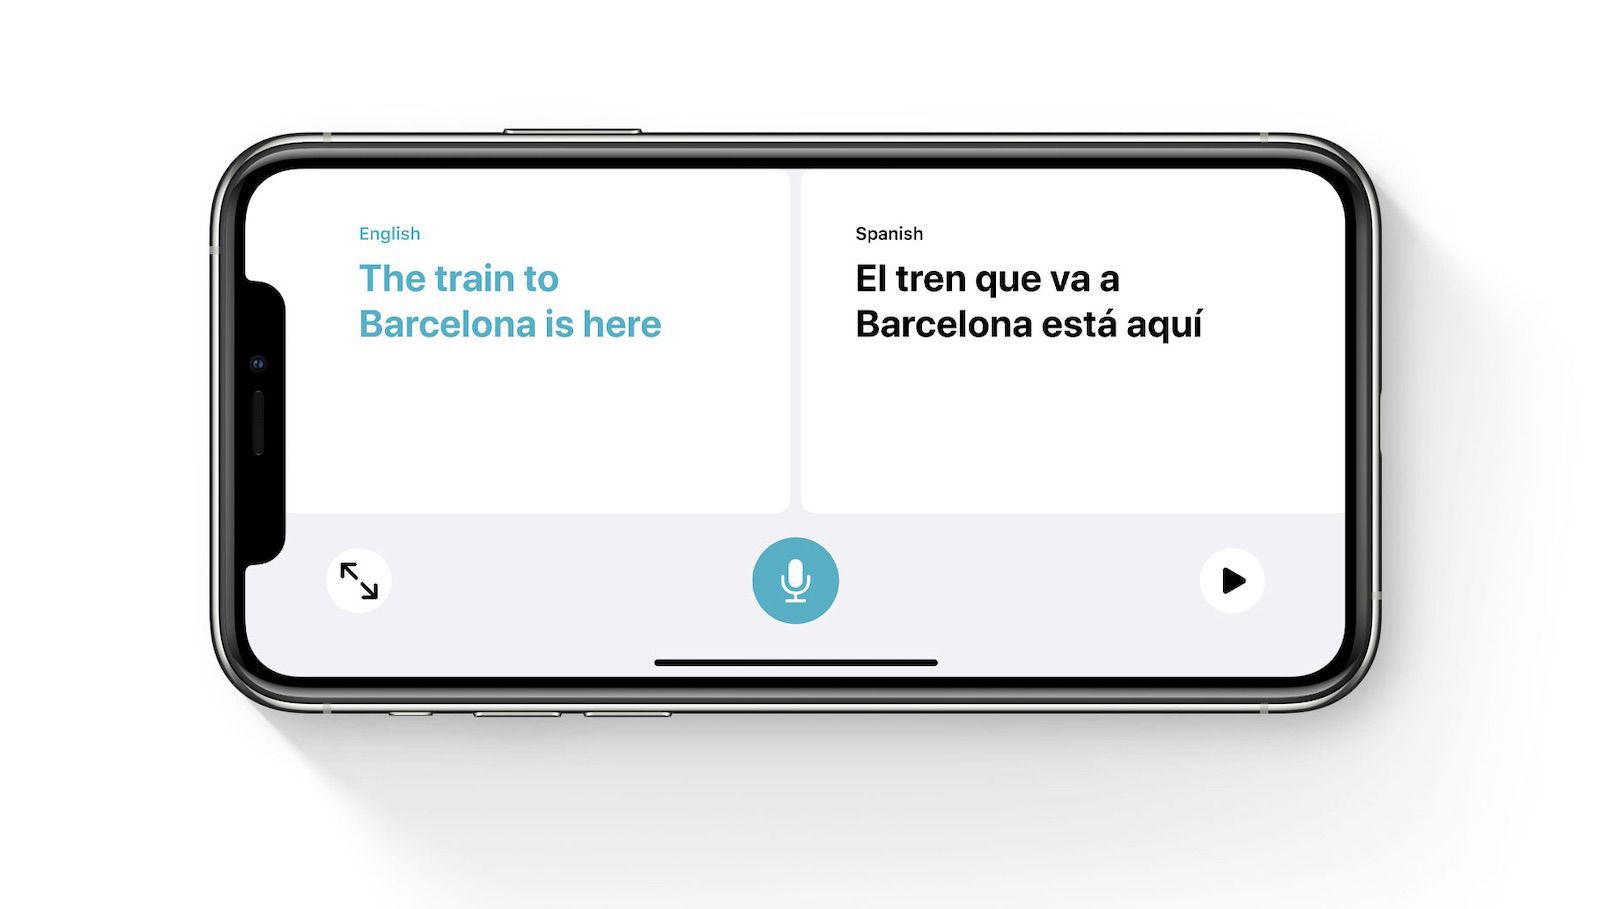 English
The train to
Barcelona is here
Spanish
El tren que va a
Barcelona está aquí